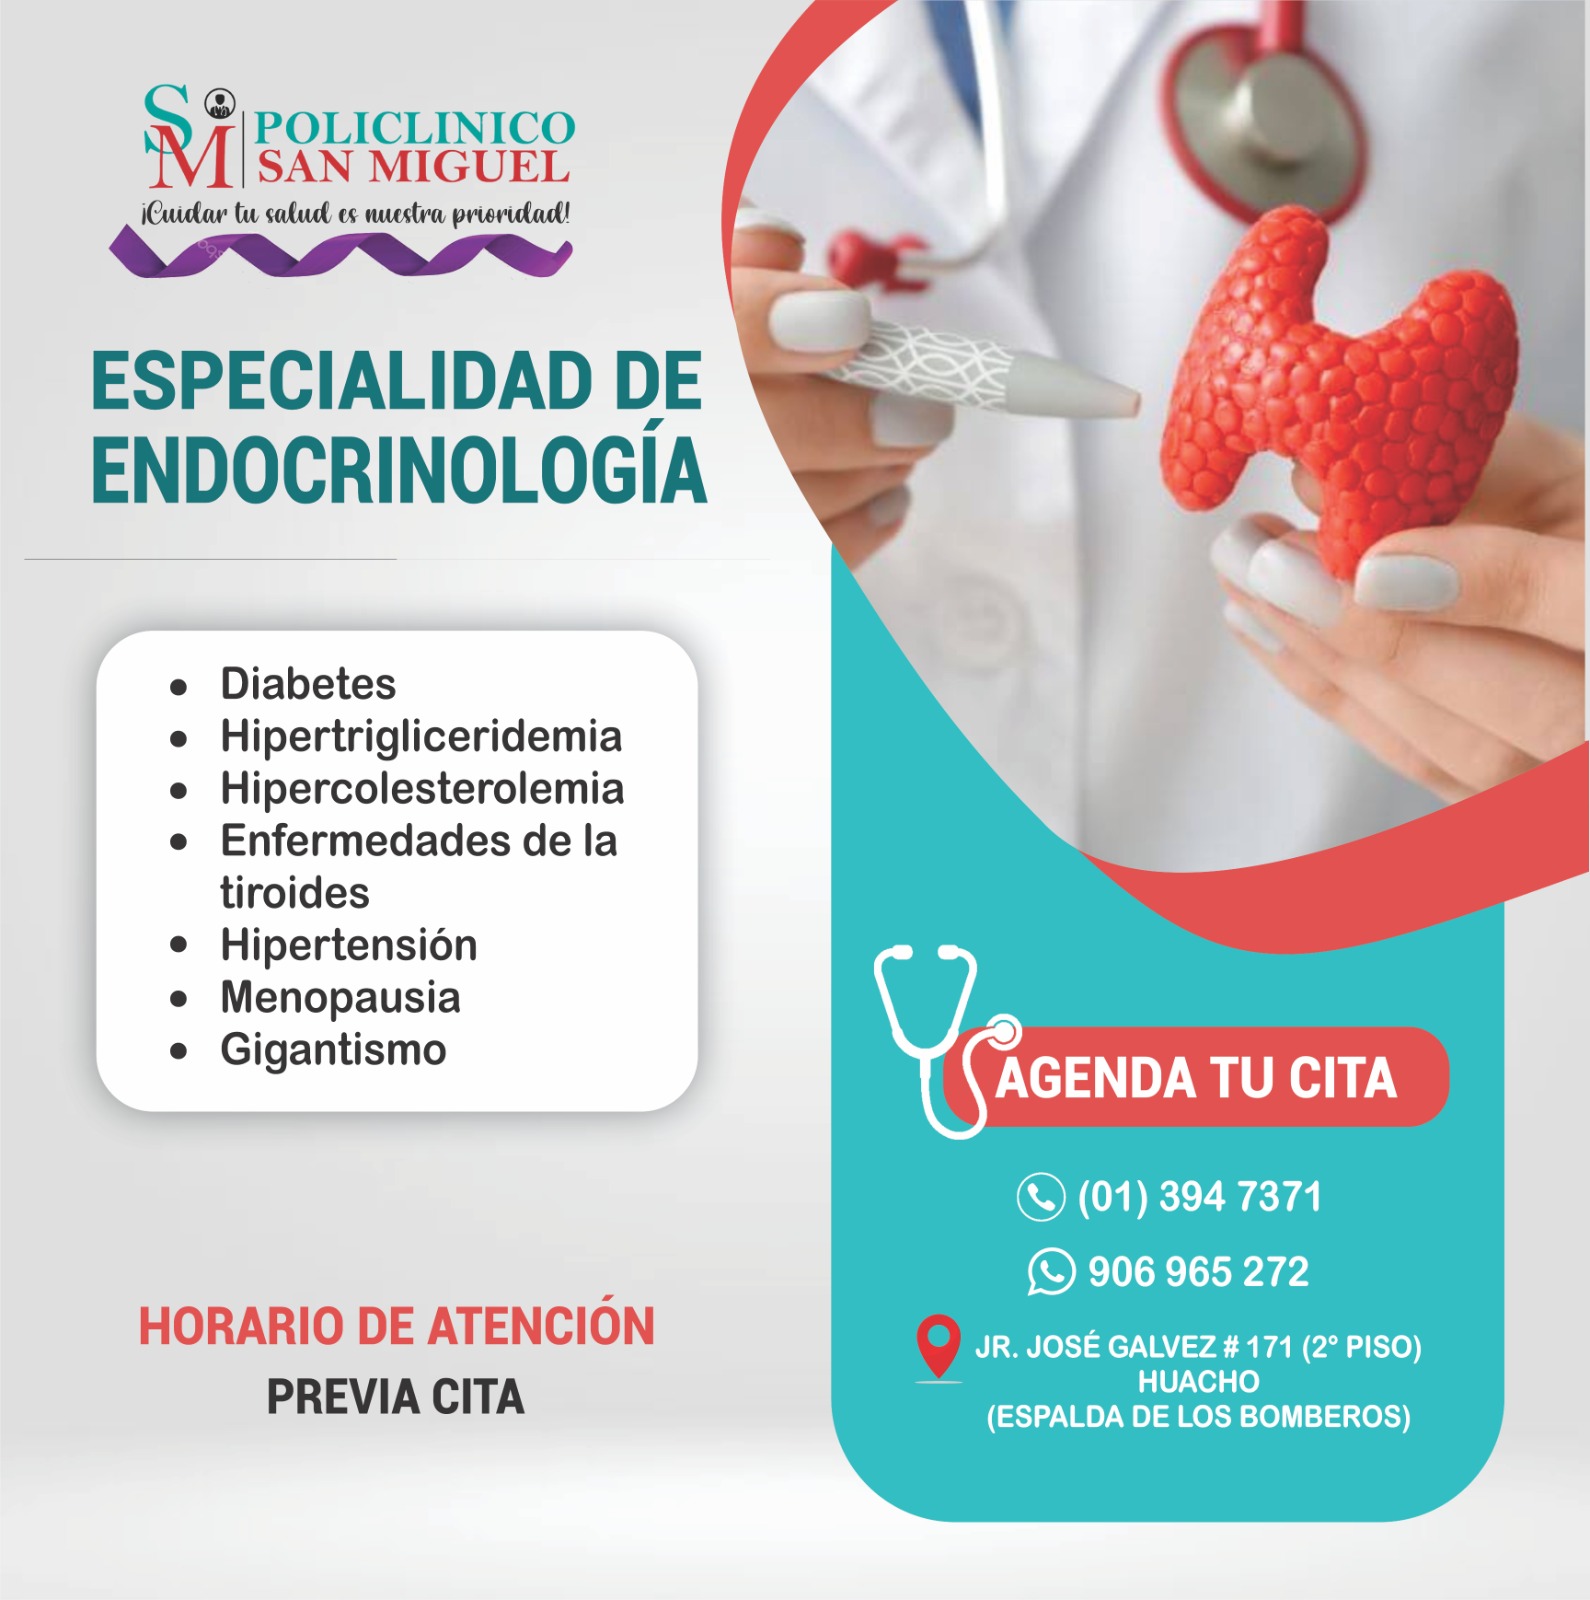 SM
POLICLINICO
SAN MIGUEL
¡Cuidar tu salud es nuestra prioridad!
ESPECIALIDAD DE
ENDOCRINOLOGÍA
• Diabetes
• Hipertrigliceridemia
• Hipercolesterolemia
• Enfermedades de la
tiroides
• Hipertensión
• Menopausia
• Gigantismo
HORARIO DE ATENCIÓN
PREVIA CITA
AGENDA TU CITA
(01) 394 7371
906 965 272
JR. JOSÉ GALVEZ # 171 (2° PISO)
HUACHO
(ESPALDA DE LOS BOMBEROS)